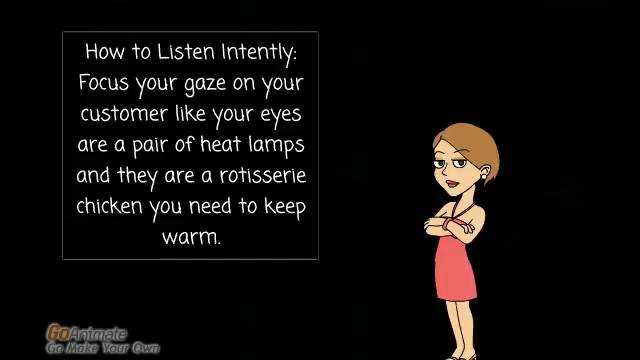 How to Listen Intently:
Focus your gaze on your
customer like your eyes
are a pair of heat lamps
and they are a rotisserie
chicken you need to keep
warm.
GoAnimate
Go Make Your Own